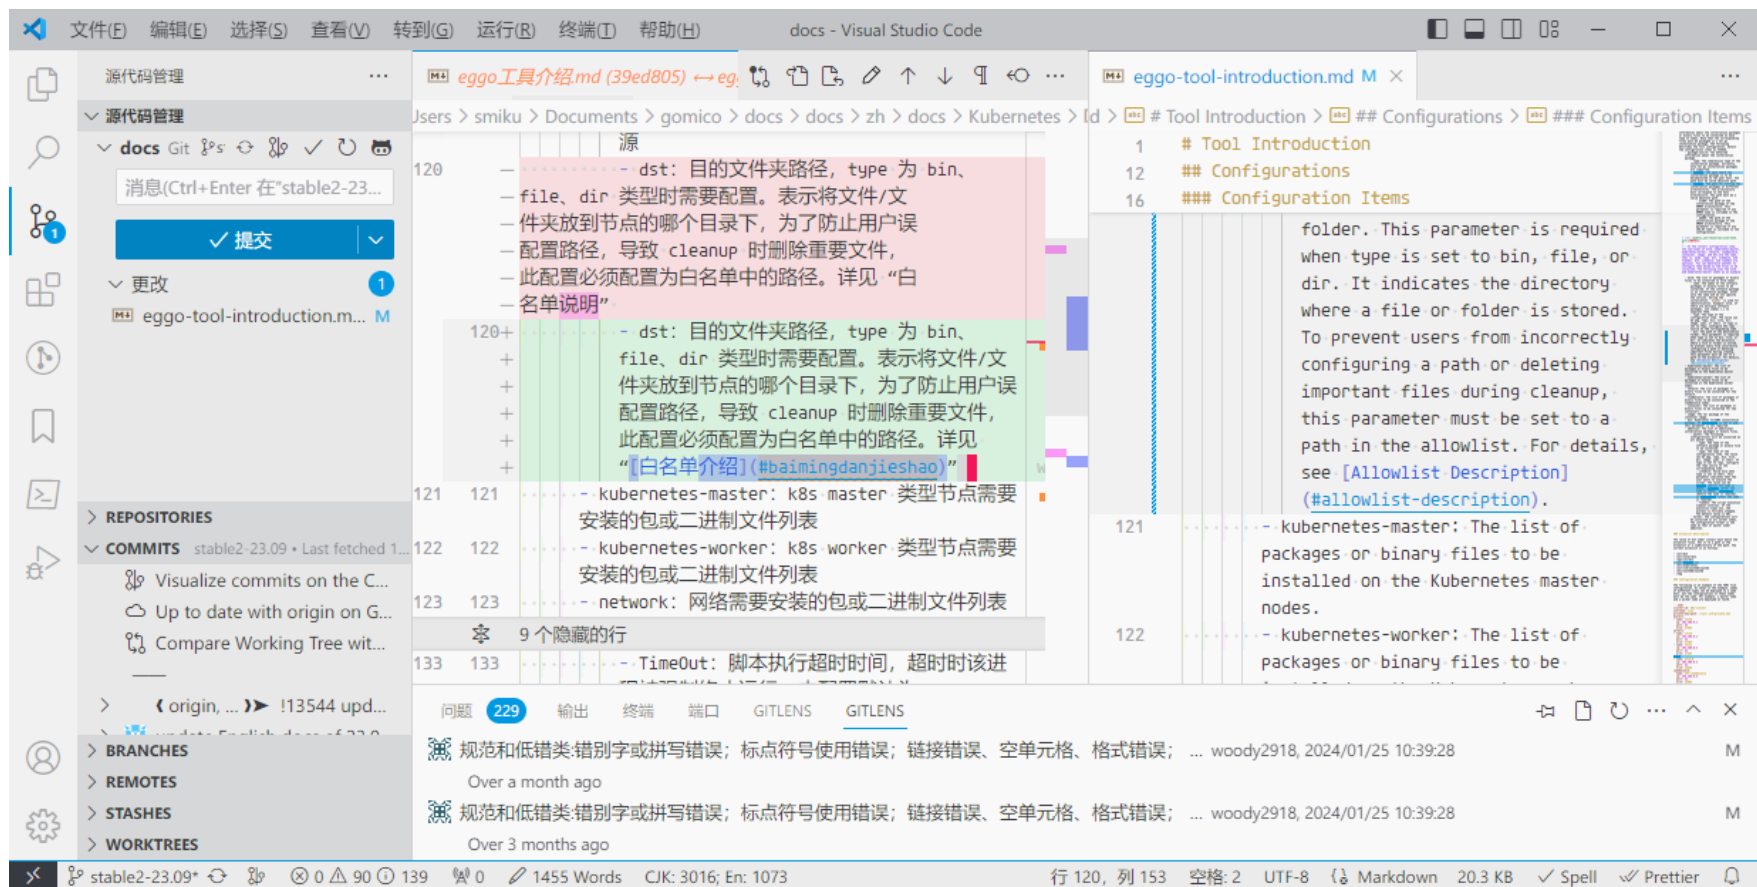 文件(F) 编辑(E) 选择(S) 查看(V) 转到(G) 运行(R) 终端(T) 帮助(H) docs - Visual Studio Code
源代码管理 ···
源代码管理
docs Git
消息(Ctrl+Enter 在"stable2-23...
提交
更改 1
eggo-tool-introduction.m... M
1
REPOSITORIES
COMMITS stable2-23.09 • Last fetched 1...
Visualize commits on the C...
Up to date with origin on G...
Compare Working Tree wit...
origin, ... !13544 upd...
BRANCHES
REMOTES
STASHES
WORKTREES
eggo工具介绍.md (39ed805) ↔ eg
smiku > Documents > gomico > docs > docs > zh > docs > Kubernetes
源
120 — - dst: 目的文件夹路径，type 为 bin、
— file、dir 类型时需要配置。表示将文件/文
— 件夹放到节点的哪个目录下，为了防止用户误
— 配置路径，导致 cleanup 时删除重要文件，
— 此配置必须配置为白名单中的路径。详见 “白
— 名单说明”
120+ - dst: 目的文件夹路径，type 为 bin、
+ file、dir 类型时需要配置。表示将文件/文
+ 件夹放到节点的哪个目录下，为了防止用户误
+ 配置路径，导致 cleanup 时删除重要文件，
+ 此配置必须配置为白名单中的路径。详见
+ “[白名单介绍](#baimingdanjieshao)”
121 121 - kubernetes-master: k8s master 类型节点需要
安装的包或二进制文件列表
122 122 - kubernetes-worker: k8s worker 类型节点需要
安装的包或二进制文件列表
123 123 - network: 网络需要安装的包或二进制文件列表
9 个隐藏的行
133 133 - TimeOut: 脚本执行超时时间，超时时该进
eggo-tool-introduction.md M
# Tool Introduction > ## Configurations > ### Configuration Items
1 # Tool Introduction
12 ## Configurations
16 ### Configuration Items
folder. This parameter is required
when type is set to bin, file, or
dir. It indicates the directory
where a file or folder is stored.
To prevent users from incorrectly
configuring a path or deleting
important files during cleanup,
this parameter must be set to a
path in the allowlist. For details,
see [Allowlist Description]
(#allowlist-description).
121 - kubernetes-master: The list of
packages or binary files to be
installed on the Kubernetes master
nodes.
122 - kubernetes-worker: The list of
packages or binary files to be
问题 229 输出 终端 端口 GITLENS GITLENS
规范和低错类:错别字或拼写错误；标点符号使用错误；链接错误、空单元格、格式错误； ... woody2918, 2024/01/25 10:39:28 M
Over a month ago
规范和低错类:错别字或拼写错误；标点符号使用错误；链接错误、空单元格、格式错误； ... woody2918, 2024/01/25 10:39:28 M
Over 3 months ago
stable2-23.09* 0 90 139 0 1455 Words CJK: 3016; En: 1073 行 120，列 153 空格: 2 UTF-8 Markdown 20.3 KB Spell Prettier